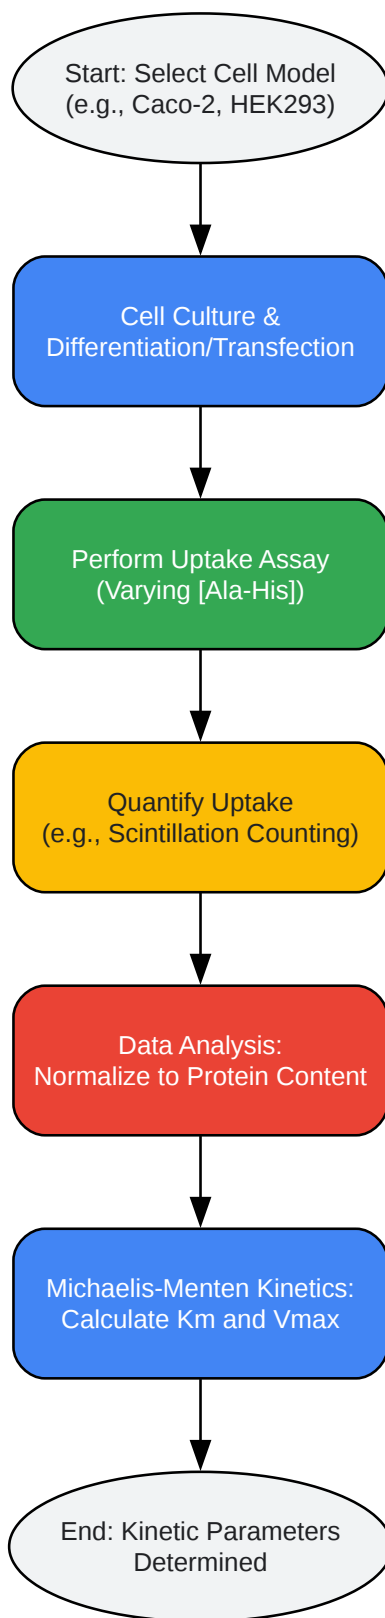 Start: Select Cell Model
(e.g., Caco-2, HEK293)
Cell Culture &
Differentiation/Transfection
Perform Uptake Assay
(Varying [Ala-His])
Quantify Uptake
(e.g., Scintillation Counting)
Data Analysis:
Normalize to Protein Content
Michaelis-Menten Kinetics:
Calculate Km and Vmax
End: Kinetic Parameters
Determined